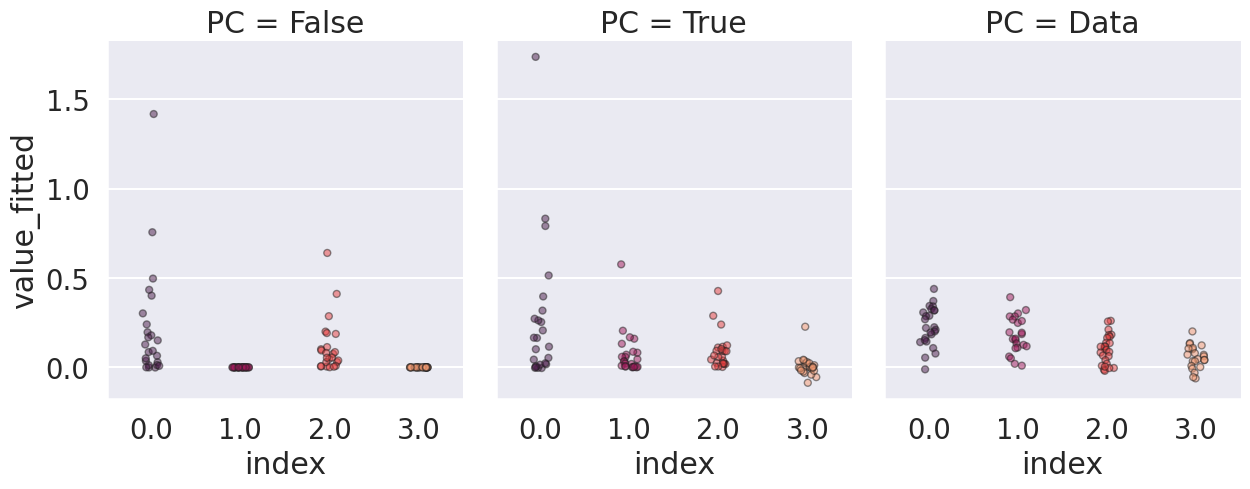 PC = False
PC = True
PC = Data
value_fitted
1.5
1.0
0.5
0.0
0.0 1.0 2.0 3.0
0.0 1.0 2.0 3.0
0.0 1.0 2.0 3.0
index
index
index